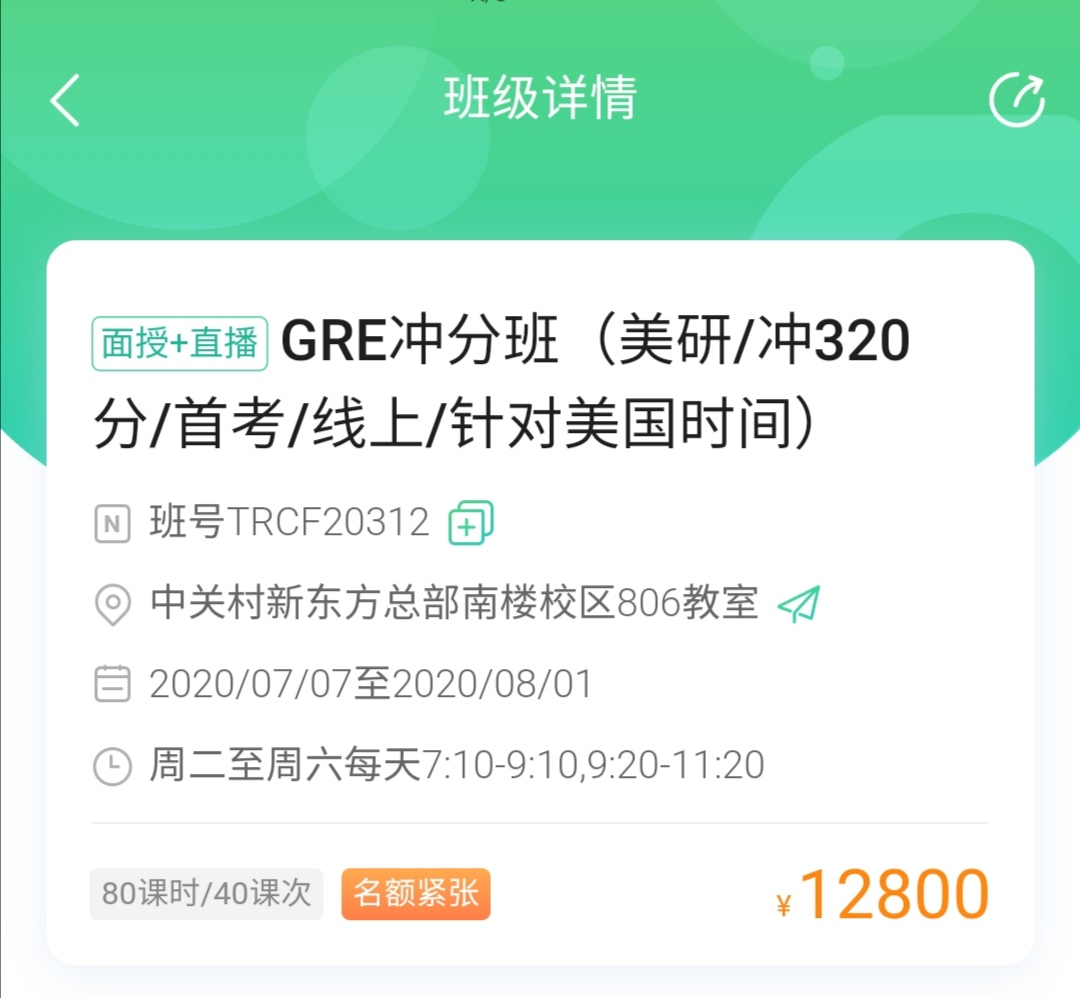 班级详情
面授+直播 GRE冲分班（美研/冲320
分/首考/线上/针对美国时间）
N 班号TRCF20312
中关村新东方总部南楼校区806教室
2020/07/07至2020/08/01
周二至周六每天7:10-9:10,9:20-11:20
80课时/40课次 名额紧张 ¥12800